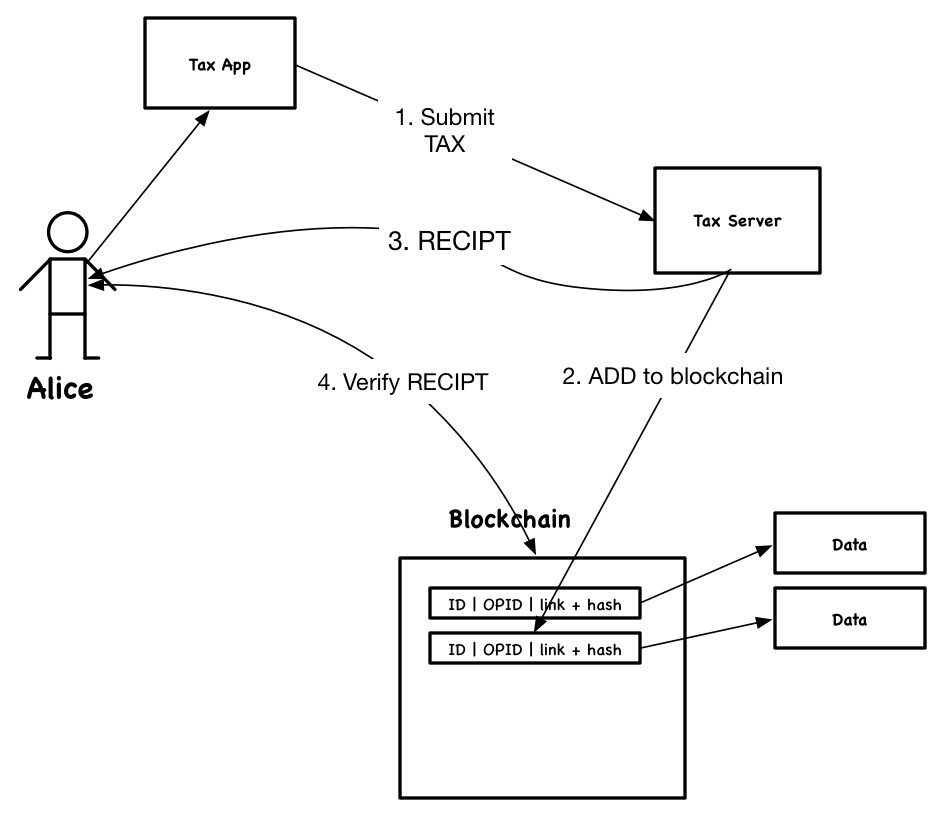 Tax App
1. Submit
TAX
Tax Server
3. RECIPT
Alice
4. Verify RECIPT
2. ADD to blockchain
Blockchain
Data
ID | OPID | link + hash
Data
ID | OPID | link + hash